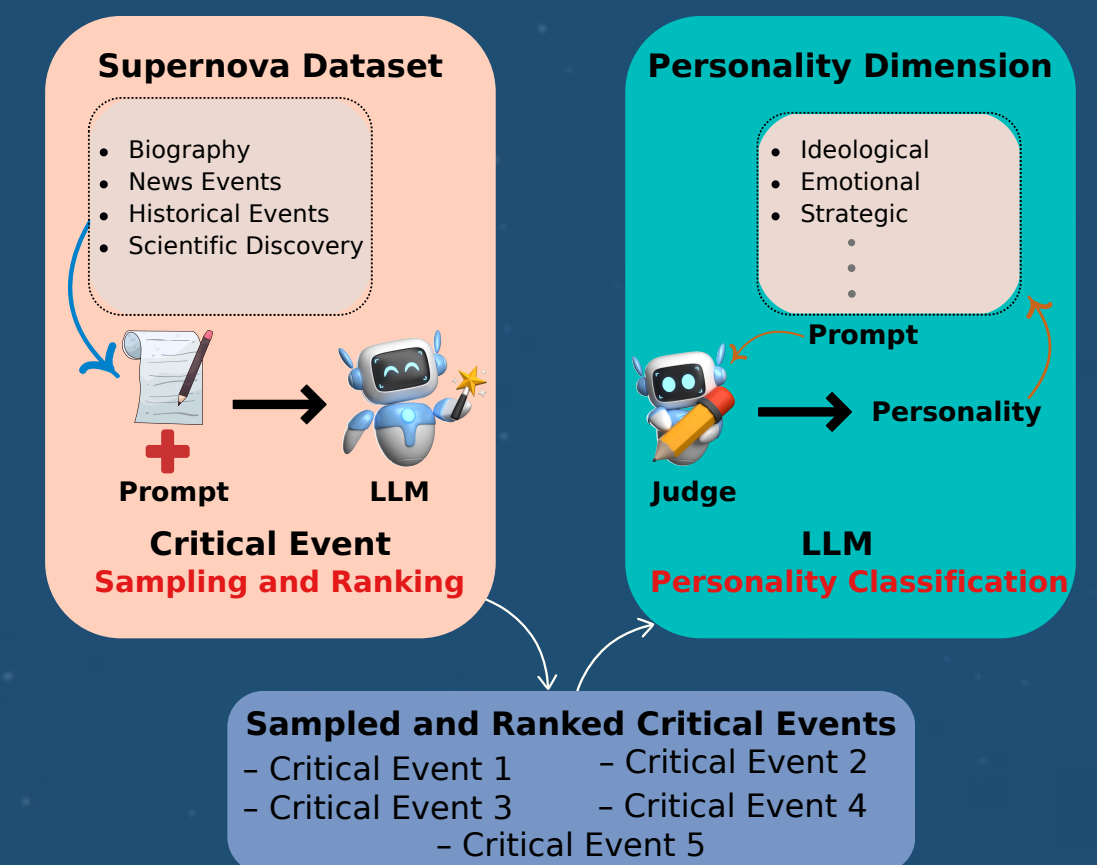 Supernova Dataset
• Biography
• News Events
• Historical Events
• Scientific Discovery
Prompt
LLM
Critical Event
Sampling and Ranking
Personality Dimension
• Ideological
• Emotional
• Strategic
Prompt
Personality
Judge
LLM
Personality Classification
Sampled and Ranked Critical Events
– Critical Event 1
– Critical Event 2
– Critical Event 3
– Critical Event 4
– Critical Event 5